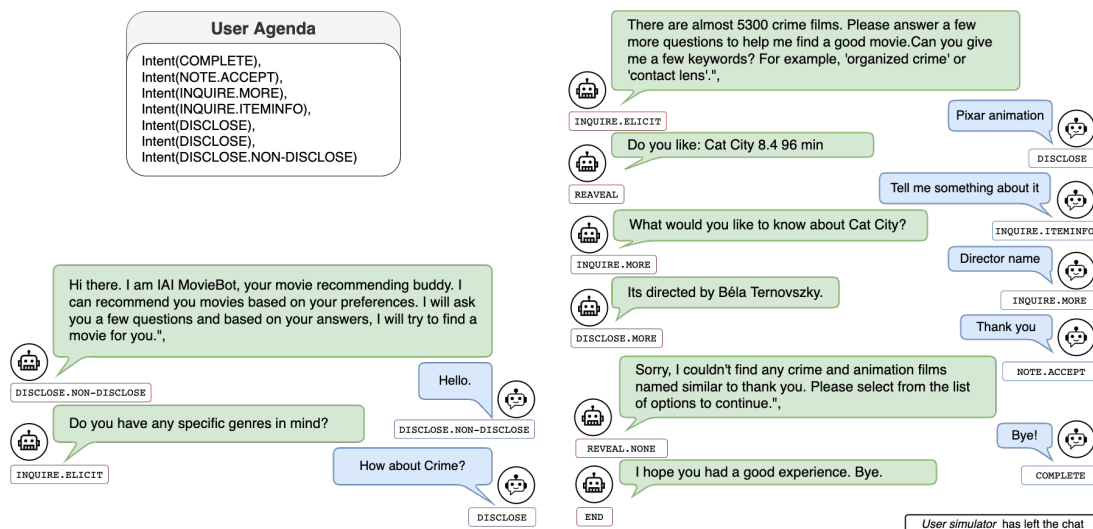 User Agenda
Intent(COMPLETE),
Intent(NOTE.ACCEPT),
Intent(INQUIRE.MORE),
Intent(INQUIRE.ITEMINFO),
Intent(DISCLOSE),
Intent(DISCLOSE),
Intent(DISCLOSE.NON-DISCLOSE)
Hi there. I am IAI MovieBot, your movie recommending buddy. I
can recommend you movies based on your preferences. I will ask
you a few questions and based on your answers, I will try to find a
movie for you.",
DISCLOSE.NON-DISCLOSE
Hello.
DISCLOSE.NON-DISCLOSE
Do you have any specific genres in mind?
INQUIRE.ELICIT
How about Crime?
DISCLOSE
There are almost 5300 crime films. Please answer a few
more questions to help me find a good movie.Can you give
me a few keywords? For example, 'organized crime' or
'contact lens'.",
INQUIRE.ELICIT
Pixar animation
DISCLOSE
Do you like: Cat City 8.4 96 min
REAVEAL
Tell me something about it
INQUIRE.ITEMINFO
What would you like to know about Cat City?
INQUIRE.MORE
Director name
INQUIRE.MORE
Its directed by Béla Ternovszky.
DISCLOSE.MORE
Thank you
NOTE.ACCEPT
Sorry, I couldn't find any crime and animation films
named similar to thank you. Please select from the list
of options to continue.",
REVEAL.NONE
Bye!
COMPLETE
I hope you had a good experience. Bye.
END
User simulator has left the chat